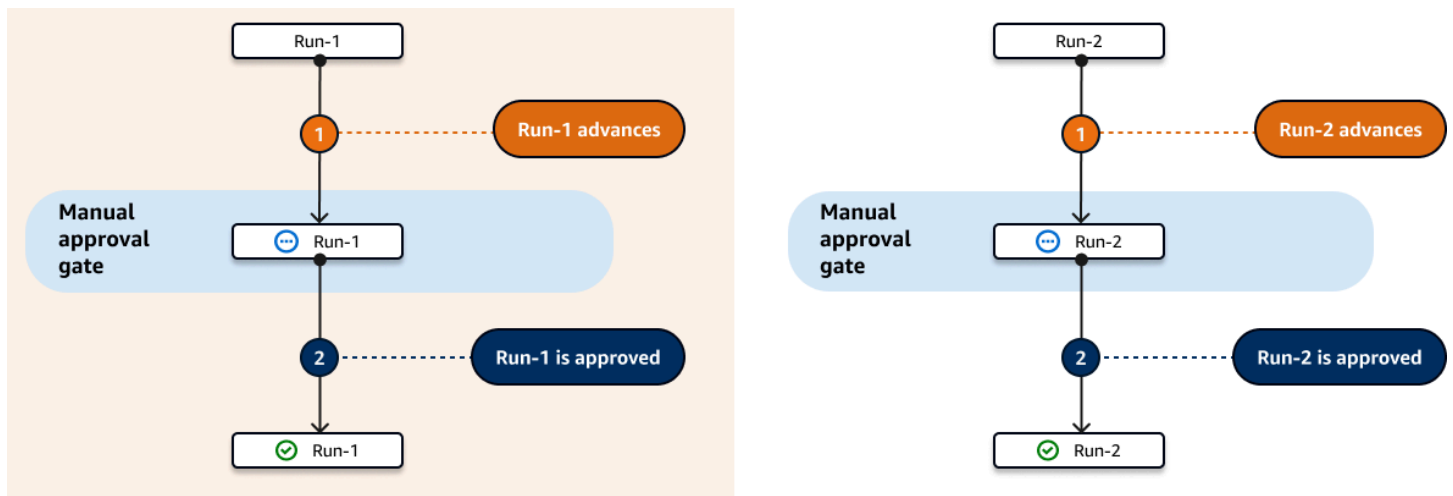 Run-1
1
Run-1 advances
Manual
approval
gate
Run-1
2
Run-1 is approved
Run-1
Run-2
1
Run-2 advances
Manual
approval
gate
Run-2
2
Run-2 is approved
Run-2